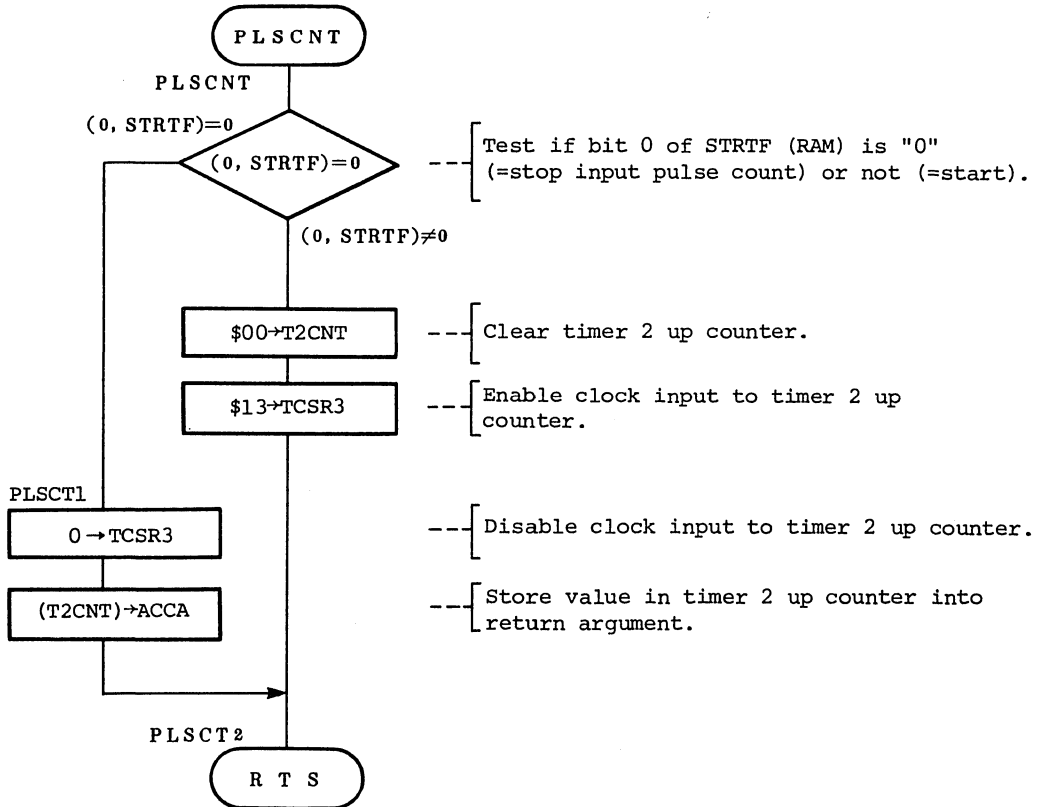 PLSCNT
PLSCNT
(0, STRTF)=0
(0, STRTF)=0
Test if bit 0 of STRTF (RAM) is "0"
(=stop input pulse count) or not (=start).
(0, STRTF)≠0
$00→T2CNT
Clear timer 2 up counter.
$13→TCSR3
Enable clock input to timer 2 up
counter.
PLSCT1
0→TCSR3
Disable clock input to timer 2 up counter.
(T2CNT)→ACCA
Store value in timer 2 up counter into
return argument.
PLSCT2
RTS